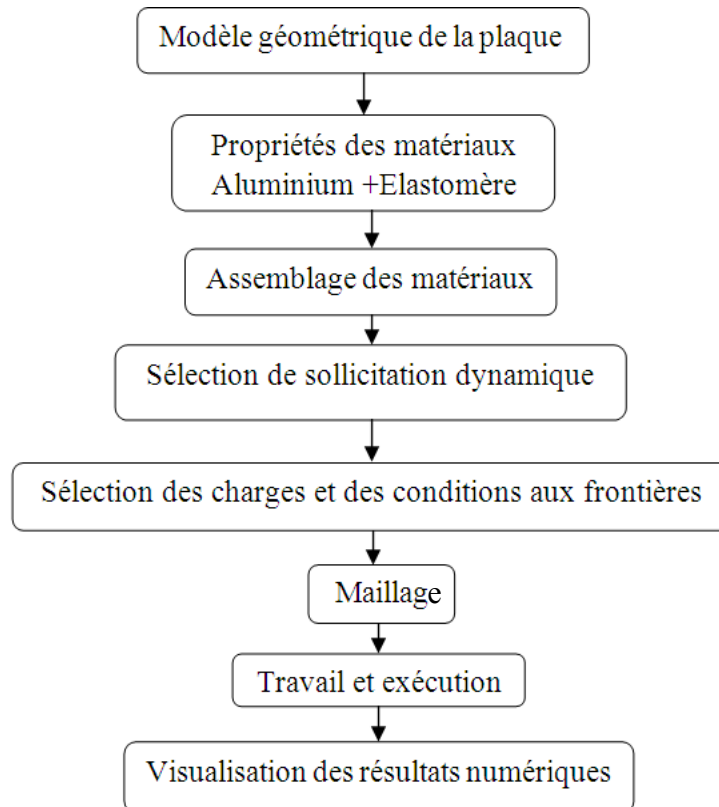 Modèle géométrique de la plaque
Propriétés des matériaux
Aluminium +Elastomère
Assemblage des matériaux
Sélection de sollicitation dynamique
Sélection des charges et des conditions aux frontières
Maillage
Travail et exécution
Visualisation des résultats numériques